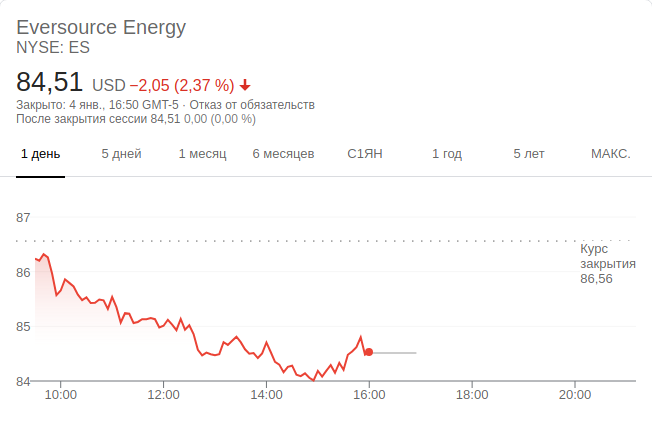 Eversource Energy
NYSE: ES
84,51 USD −2,05 (2,37 %)
Закрыто: 4 янв., 16:50 GMT-5 · Отказ от обязательств
После закрытия сессии 84,51 0,00 (0,00 %)
1 день 5 дней 1 месяц 6 месяцев С1ЯН 1 год 5 лет МАКС.
87
Курс
закрытия
86,56
86
85
84
10:00 12:00 14:00 16:00 18:00 20:00